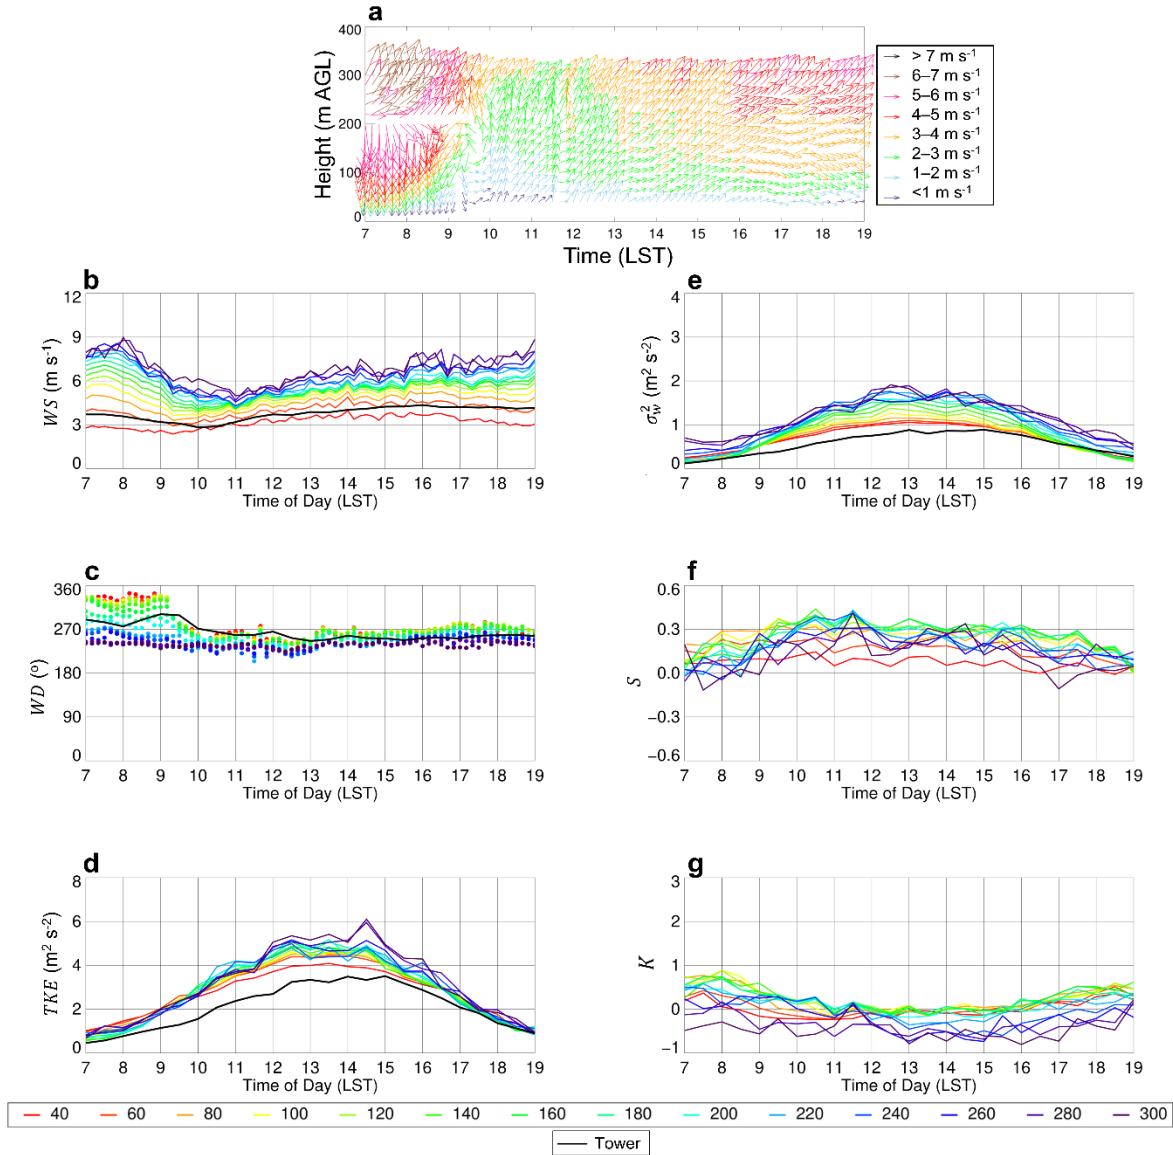 a
Height (m AGL)
400
300
200
100
0
7 8 9 10 11 12 13 14 15 16 17 18 19
Time (LST)
> 7 m s⁻¹
6–7 m s⁻¹
5–6 m s⁻¹
4–5 m s⁻¹
3–4 m s⁻¹
2–3 m s⁻¹
1–2 m s⁻¹
<1 m s⁻¹
b
WS (m s⁻¹)
12
9
6
3
0
7 8 9 10 11 12 13 14 15 16 17 18 19
Time of Day (LST)
e
σ²w (m² s⁻²)
4
3
2
1
0
7 8 9 10 11 12 13 14 15 16 17 18 19
Time of Day (LST)
c
WD (°)
360
270
180
90
0
7 8 9 10 11 12 13 14 15 16 17 18 19
Time of Day (LST)
f
S
0.6
0.3
0.0
−0.3
−0.6
7 8 9 10 11 12 13 14 15 16 17 18 19
Time of Day (LST)
d
TKE (m² s⁻²)
8
6
4
2
0
7 8 9 10 11 12 13 14 15 16 17 18 19
Time of Day (LST)
g
K
3
2
1
0
−1
7 8 9 10 11 12 13 14 15 16 17 18 19
Time of Day (LST)
40 60 80 100 120 140 160 180 200 220 240 260 280 300
Tower